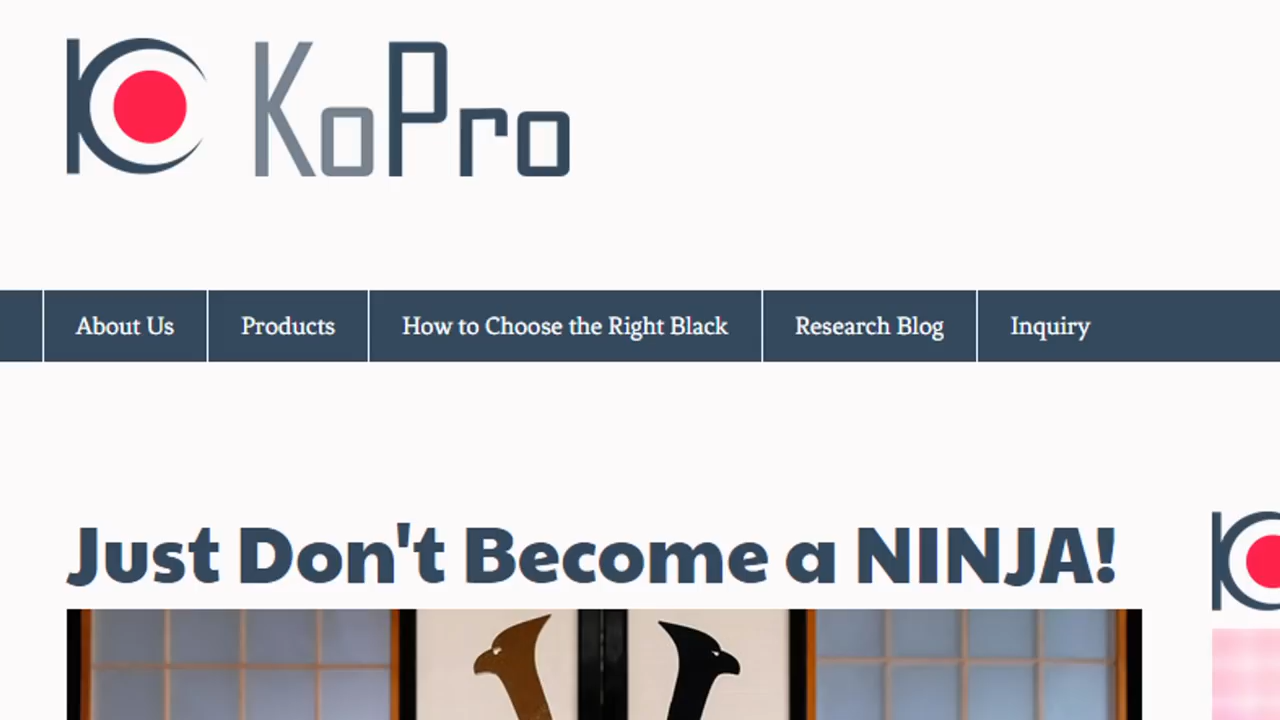 KoPro
About Us
Products
How to Choose the Right Black
Research Blog
Inquiry
Just Don't Become a NINJA!